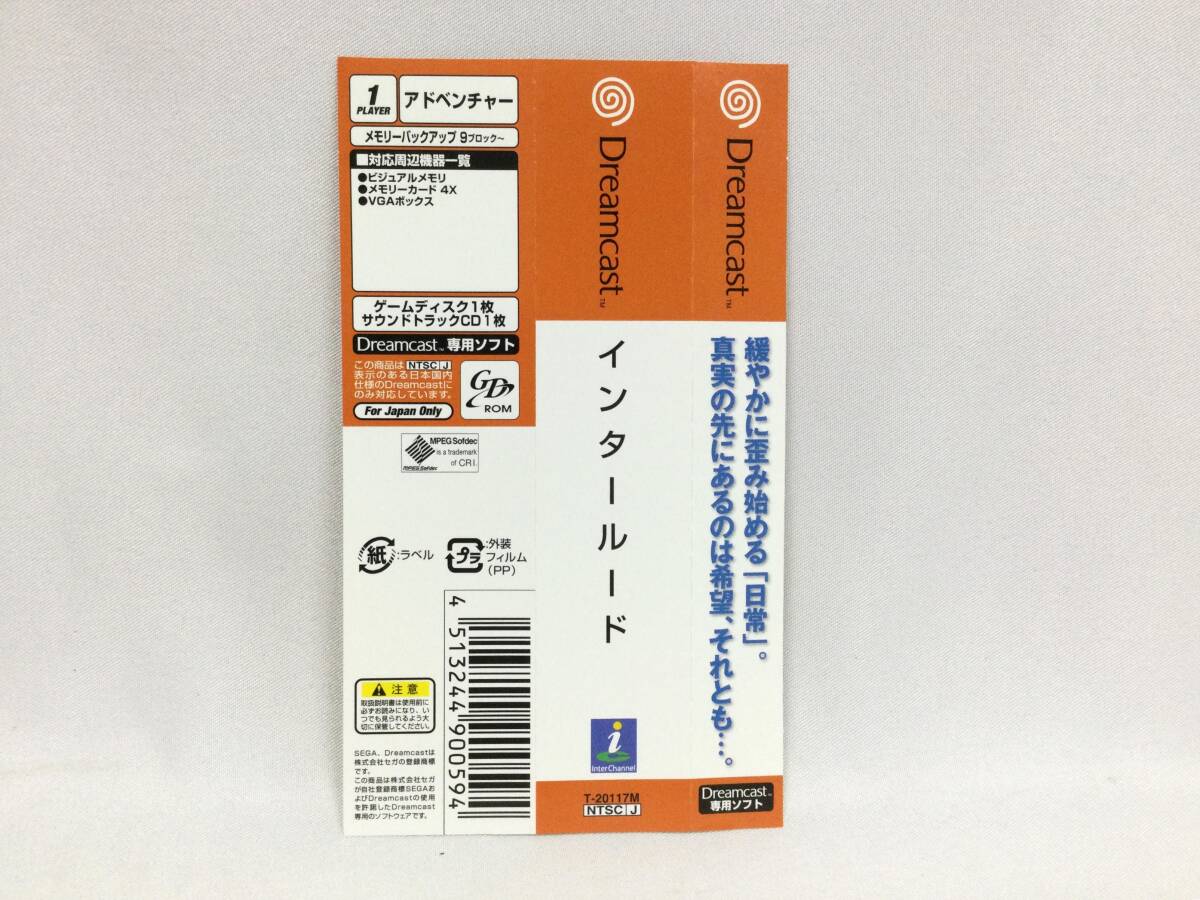 1
PLAYER
アドベンチャー
メモリーバックアップ 9ブロック〜
■対応周辺機器一覧
●ビジュアルメモリ
●メモリーカード 4X
●VGAボックス
ゲームディスク1枚
サウンドトラックCD1枚
Dreamcast™ 専用ソフト
この商品は NTSC J
表示のある日本国内
仕様のDreamcastに
のみ対応しています。
For Japan Only
GD
ROM
MPEG Sofdec
is a trademark
of CRI.
MPEG Sofdec
紙:ラベル
プラ:外装
フィルム
(PP)
4 513244 900594
注意
取扱説明書は使用前に
必ずお読みになり、い
つでも見られるよう大
切に保管してください。
SEGA、Dreamcastは
株式会社セガの登録商標
です。
この商品は株式会社セガ
が自社登録商標SEGAお
よびDreamcastの使用
を許諾したDreamcast
専用のソフトウェアです。
Dreamcast™
インタールード
i
InterChannel
T-20117M
NTSC J
Dreamcast™
緩やかに歪み始める「日常」。
真実の先にあるのは希望、それとも…。
Dreamcast™
専用ソフト